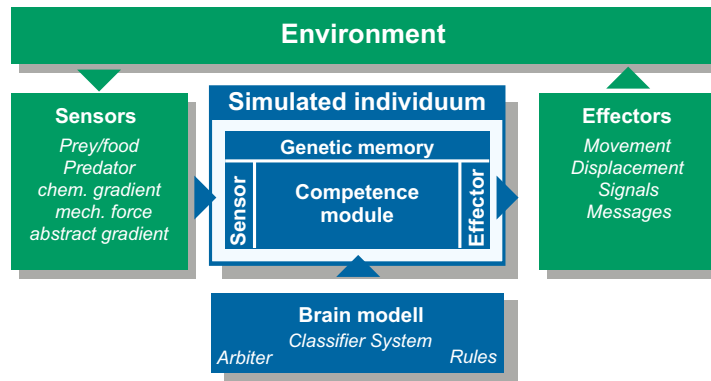 Environment
Sensors
Prey/food
Predator
chem. gradient
mech. force
abstract gradient
Simulated individuum
Genetic memory
Sensor
Competence
module
Effector
Effectors
Movement
Displacement
Signals
Messages
Brain modell
Classifier System
Arbiter
Rules